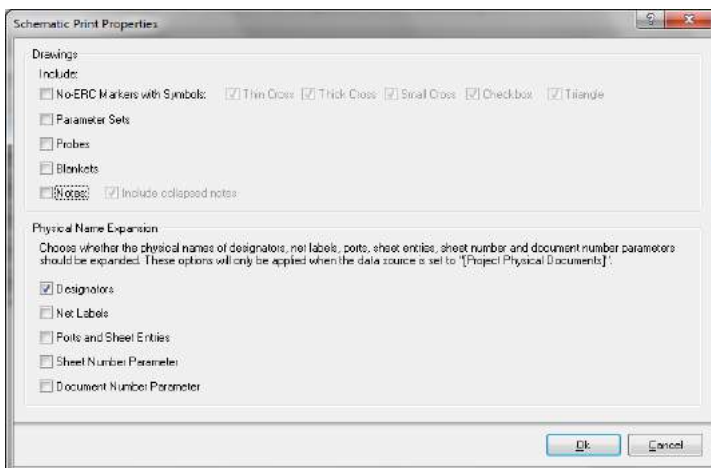 Schematic Print Properties
Drawings
Include:
No-ERC Markers with Symbols: Thin Cross Thick Cross Small Cross Checkbox Triangle
Parameter Sets
Probes
Blankets
Notes: Include collapsed notes
Physical Name Expansion
Choose whether the physical names of designators, net labels, ports, sheet entries, sheet number and document number parameters
should be expanded. These options will only be applied when the data source is set to "[Project Physical Documents]".
Designators
Net Labels
Ports and Sheet Entries
Sheet Number Parameter
Document Number Parameter
Ok Cancel